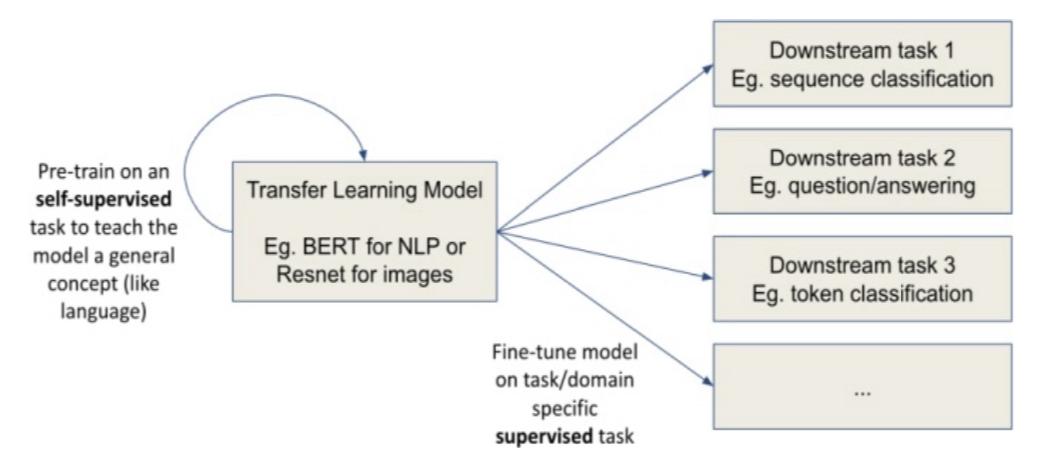 Pre-train on an
self-supervised
task to teach the
model a general
concept (like
language)
Transfer Learning Model
Eg. BERT for NLP or
Resnet for images
Fine-tune model
on task/domain
specific
supervised task
Downstream task 1
Eg. sequence classification
Downstream task 2
Eg. question/answering
Downstream task 3
Eg. token classification
...